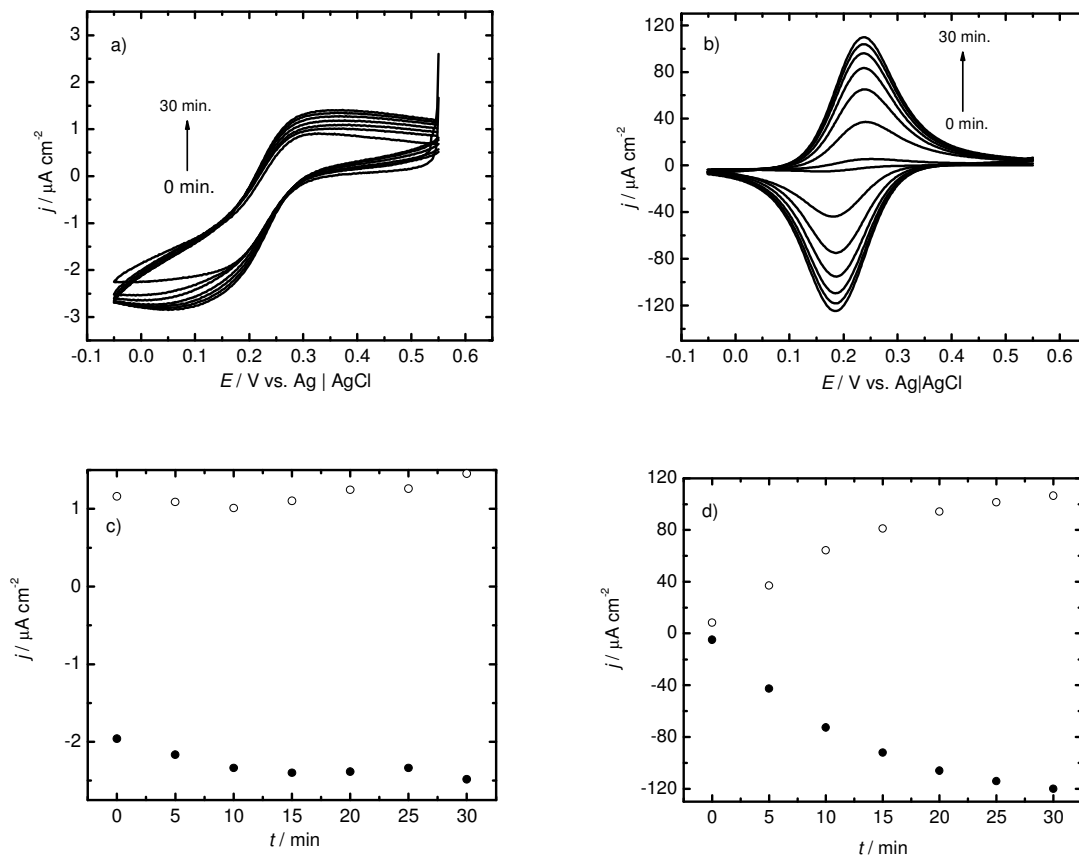 a)
3
2
1
0
-1
-2
-3
30 min.
0 min.
j / μA cm-2
-0.1 0.0 0.1 0.2 0.3 0.4 0.5 0.6
E / V vs. Ag | AgCl
b)
120
80
40
0
-40
-80
-120
30 min.
0 min.
j / μA cm-2
-0.1 0.0 0.1 0.2 0.3 0.4 0.5 0.6
E / V vs. Ag|AgCl
c)
1
0
-1
-2
j / μA cm-2
0 5 10 15 20 25 30
t / min
d)
120
80
40
0
-40
-80
-120
j / μA cm-2
0 5 10 15 20 25 30
t / min